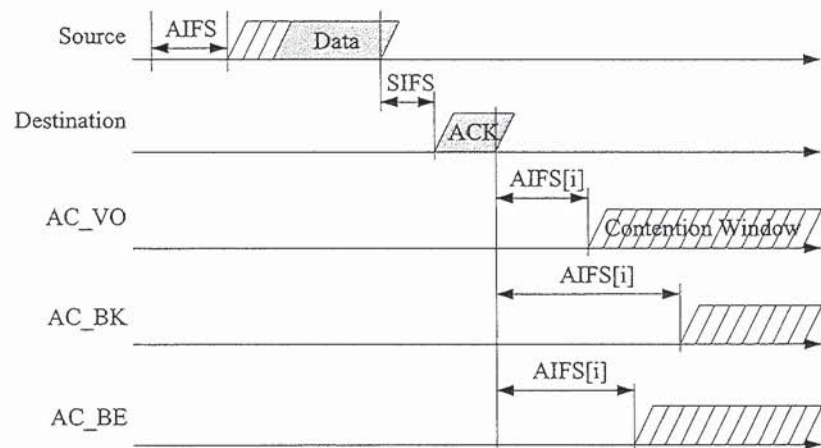 AIFS
Source
Data
SIFS
Destination
ACK
AIFS[i]
AC_VO
Contention Window
AIFS[i]
AC_BK
AIFS[i]
AC_BE